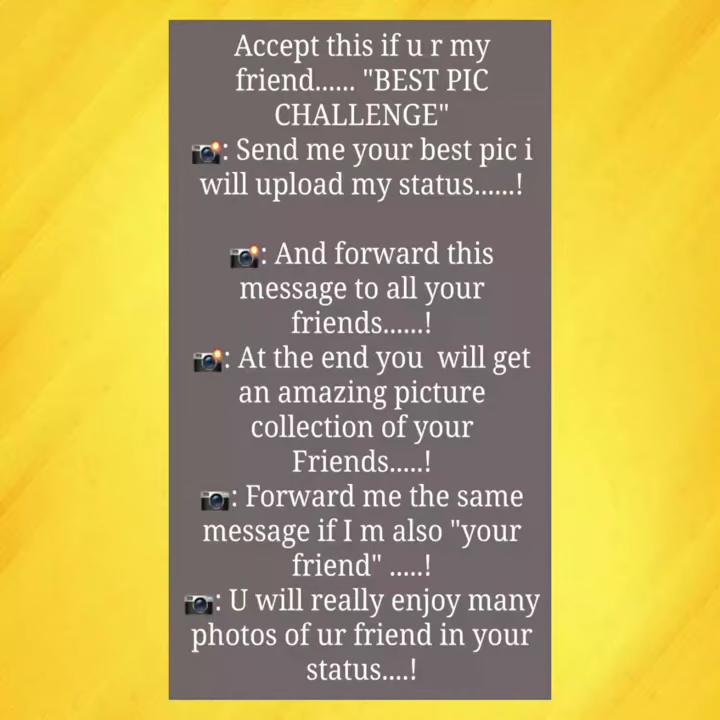 Accept this if u r my
friend...... "BEST PIC
CHALLENGE"
📸: Send me your best pic i
will upload my status......!
📸: And forward this
message to all your
friends......!
📸: At the end you  will get
an amazing picture
collection of your
Friends.....!
📷: Forward me the same
message if I m also "your
friend" .....!
📷: U will really enjoy many
photos of ur friend in your
status....!